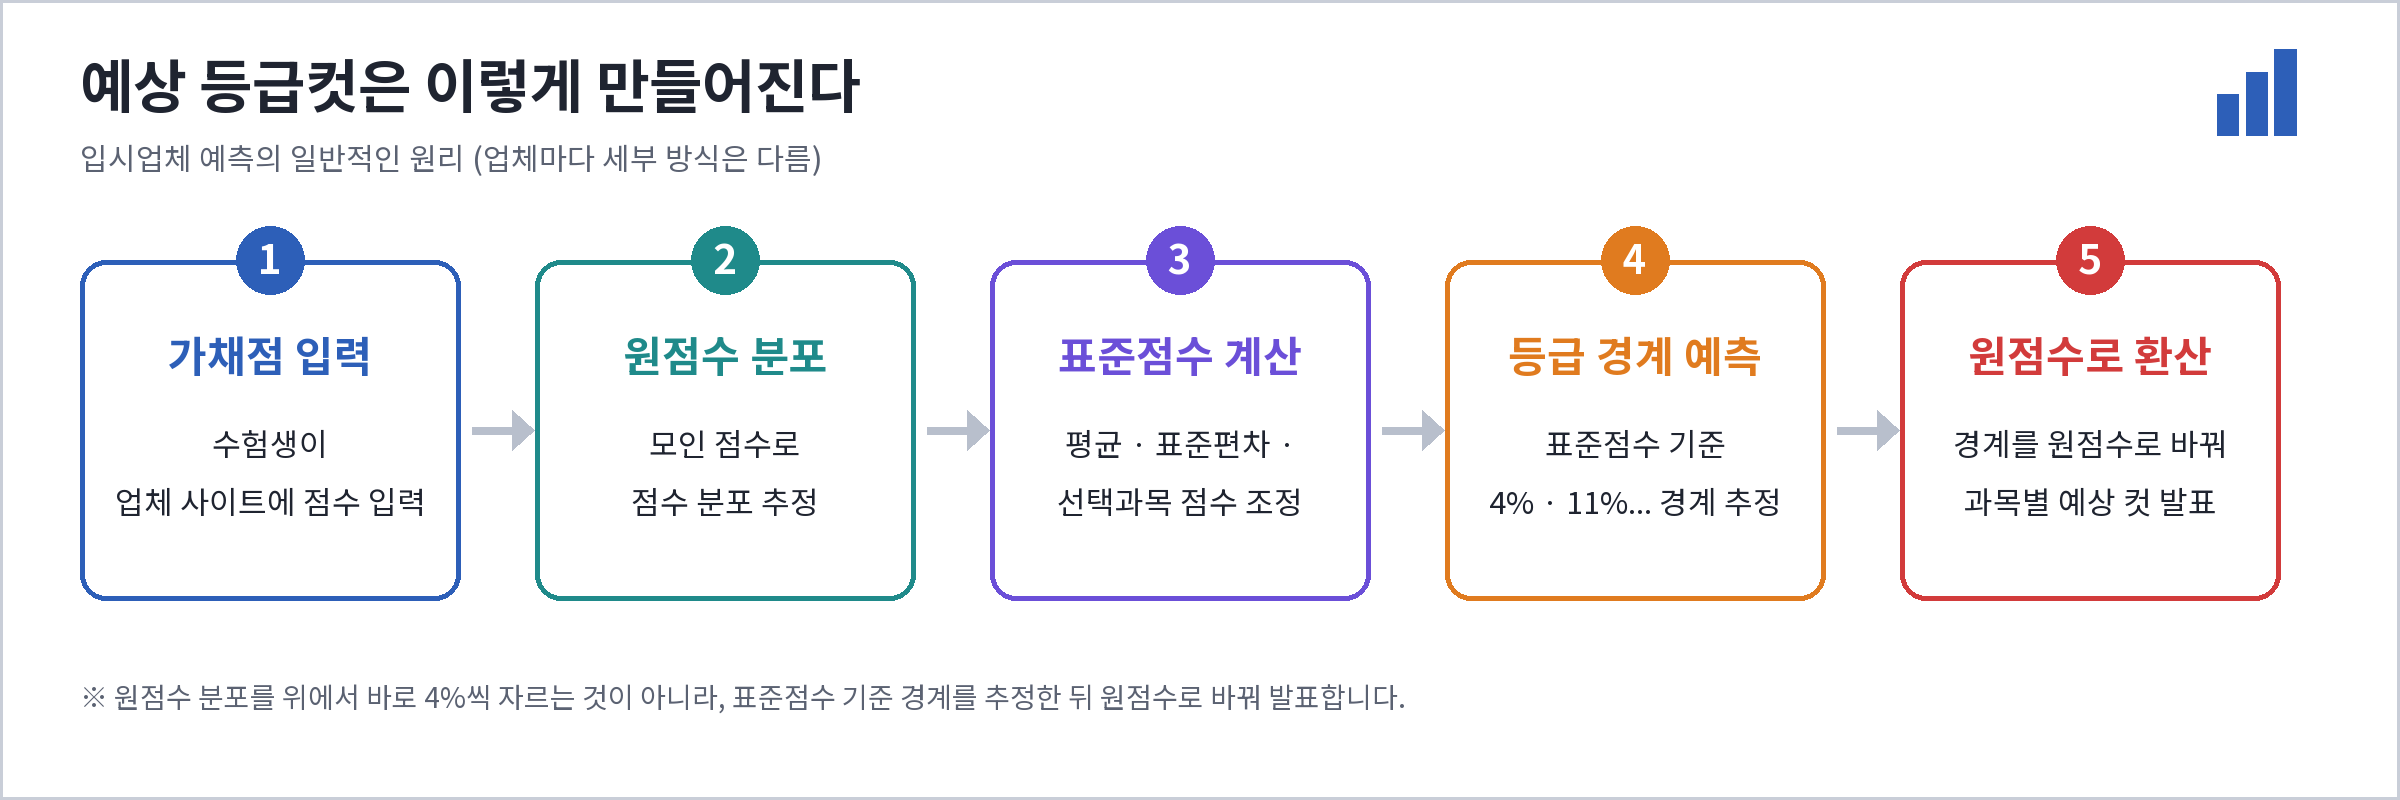 예상 등급컷은 이렇게 만들어진다
입시업체 예측의 일반적인 원리 (업체마다 세부 방식은 다름)
1
가채점 입력
수험생이
업체 사이트에 점수 입력
2
원점수 분포
모인 점수로
점수 분포 추정
3
표준점수 계산
평균 · 표준편차 ·
선택과목 점수 조정
4
등급 경계 예측
표준점수 기준
4% · 11%... 경계 추정
5
원점수로 환산
경계를 원점수로 바꿔
과목별 예상 컷 발표
※ 원점수 분포를 위에서 바로 4%씩 자르는 것이 아니라, 표준점수 기준 경계를 추정한 뒤 원점수로 바꿔 발표합니다.